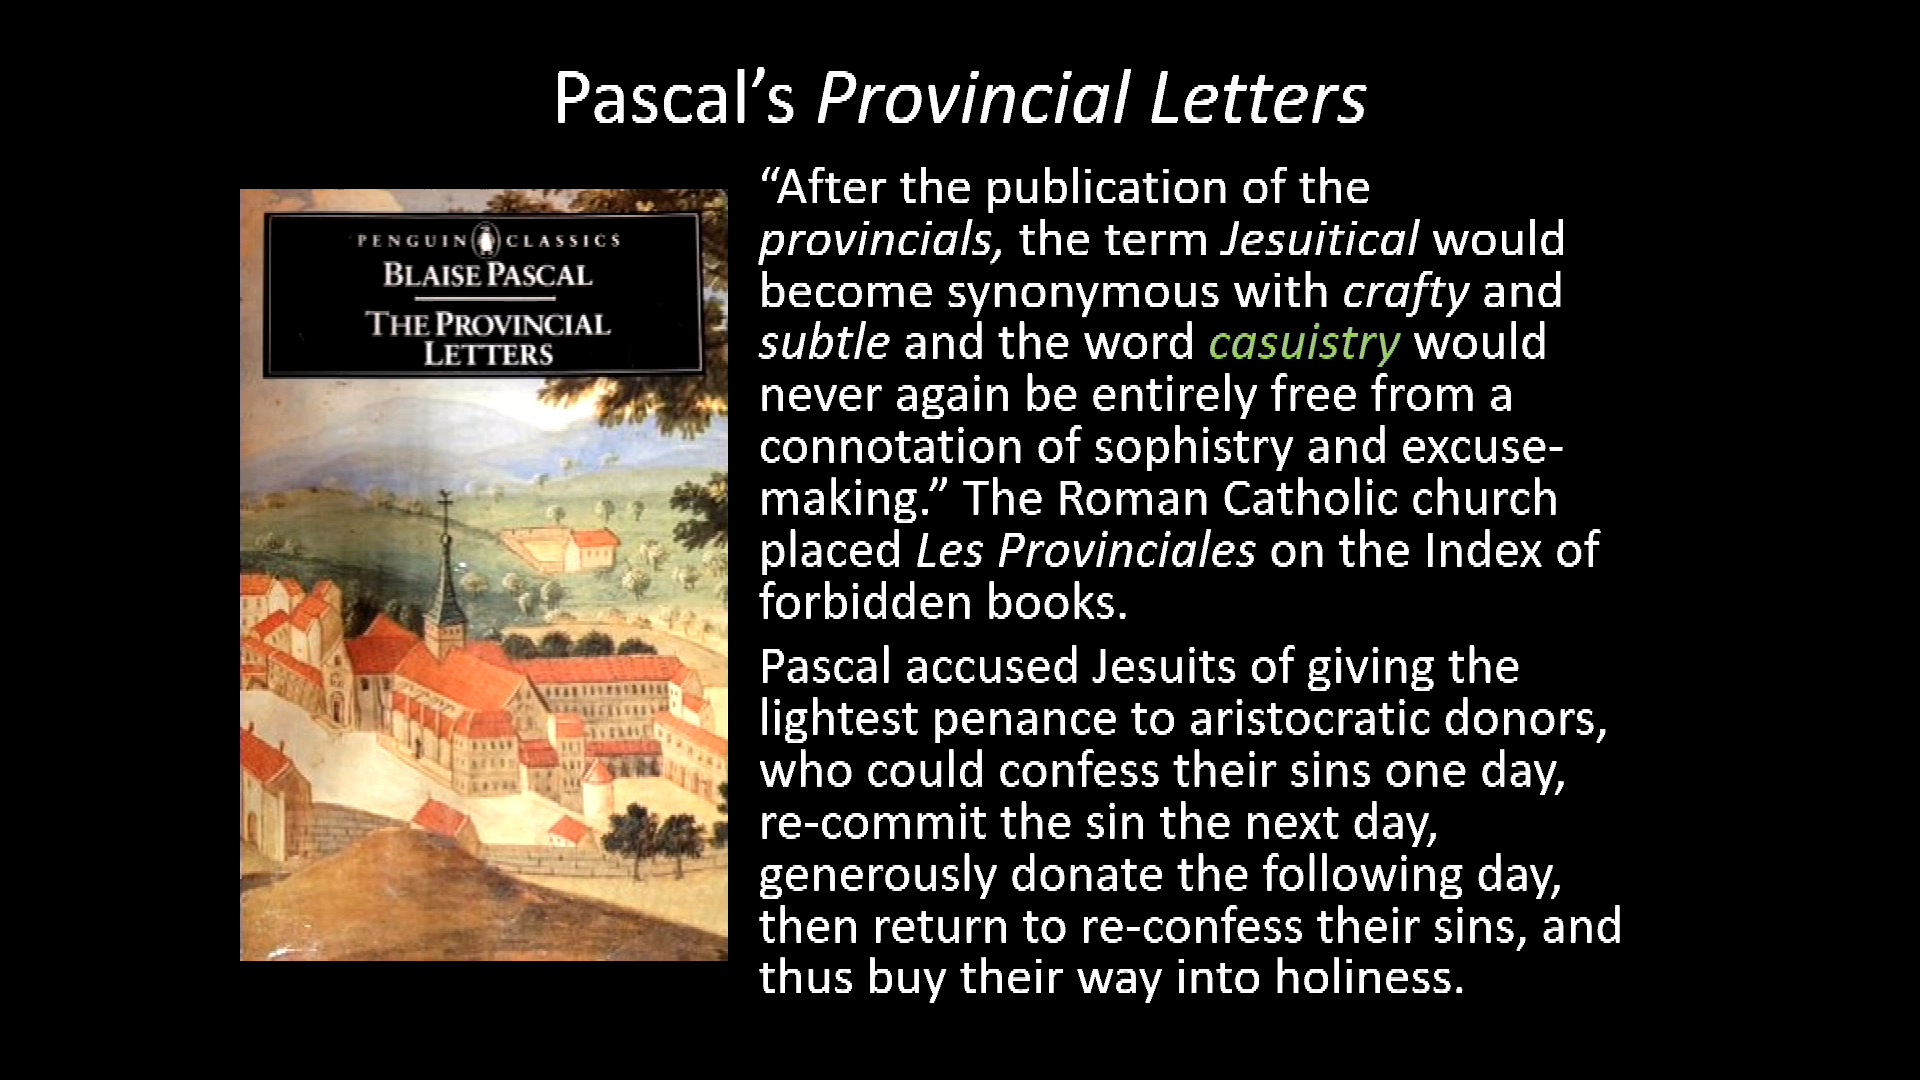 Pascal’s Provincial Letters
PENGUIN CLASSICS
BLAISE PASCAL
THE PROVINCIAL
LETTERS
“After the publication of the
provincials, the term Jesuitical would
become synonymous with crafty and
subtle and the word casuistry would
never again be entirely free from a
connotation of sophistry and excuse-
making.” The Roman Catholic church
placed Les Provinciales on the Index of
forbidden books.
Pascal accused Jesuits of giving the
lightest penance to aristocratic donors,
who could confess their sins one day,
re-commit the sin the next day,
generously donate the following day,
then return to re-confess their sins, and
thus buy their way into holiness.